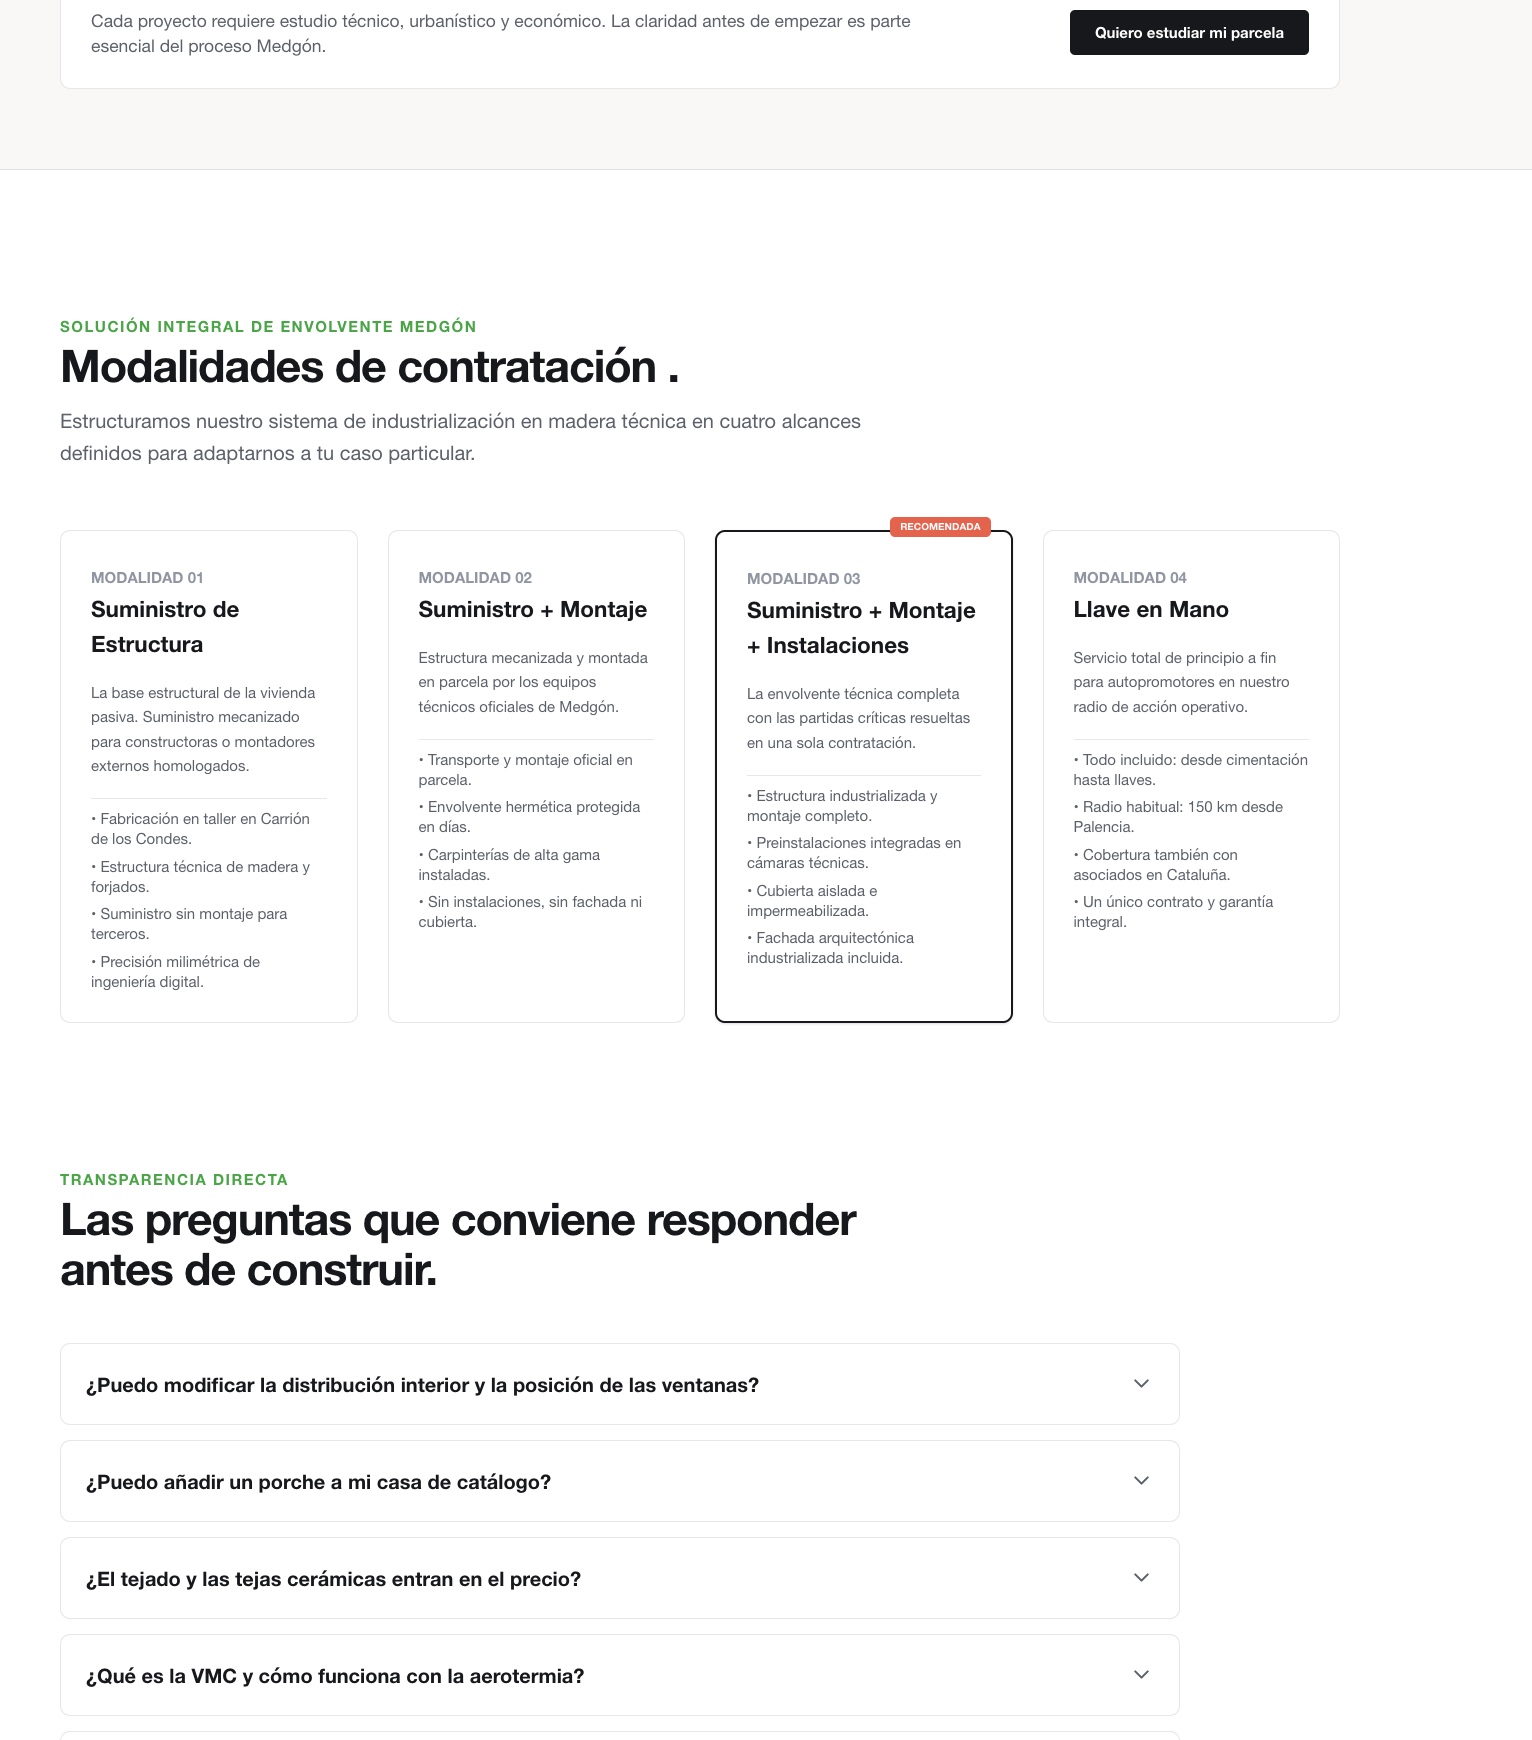 Cada proyecto requiere estudio técnico, urbanístico y económico. La claridad antes de empezar es parte
esencial del proceso Medgón.
Quiero estudiar mi parcela
SOLUCIÓN INTEGRAL DE ENVOLVENTE MEDGÓN
Modalidades de contratación .
Estructuramos nuestro sistema de industrialización en madera técnica en cuatro alcances
definidos para adaptarnos a tu caso particular.
MODALIDAD 01
Suministro de
Estructura
La base estructural de la vivienda
pasiva. Suministro mecanizado
para constructoras o montadores
externos homologados.
• Fabricación en taller en Carrión
de los Condes.
• Estructura técnica de madera y
forjados.
• Suministro sin montaje para
terceros.
• Precisión milimétrica de
ingeniería digital.
MODALIDAD 02
Suministro + Montaje
Estructura mecanizada y montada
en parcela por los equipos
técnicos oficiales de Medgón.
• Transporte y montaje oficial en
parcela.
• Envolvente hermética protegida
en días.
• Carpinterías de alta gama
instaladas.
• Sin instalaciones, sin fachada ni
cubierta.
RECOMENDADA
MODALIDAD 03
Suministro + Montaje
+ Instalaciones
La envolvente técnica completa
con las partidas críticas resueltas
en una sola contratación.
• Estructura industrializada y
montaje completo.
• Preinstalaciones integradas en
cámaras técnicas.
• Cubierta aislada e
impermeabilizada.
• Fachada arquitectónica
industrializada incluida.
MODALIDAD 04
Llave en Mano
Servicio total de principio a fin
para autopromotores en nuestro
radio de acción operativo.
• Todo incluido: desde cimentación
hasta llaves.
• Radio habitual: 150 km desde
Palencia.
• Cobertura también con
asociados en Cataluña.
• Un único contrato y garantía
integral.
TRANSPARENCIA DIRECTA
Las preguntas que conviene responder
antes de construir.
¿Puedo modificar la distribución interior y la posición de las ventanas?
¿Puedo añadir un porche a mi casa de catálogo?
¿El tejado y las tejas cerámicas entran en el precio?
¿Qué es la VMC y cómo funciona con la aerotermia?